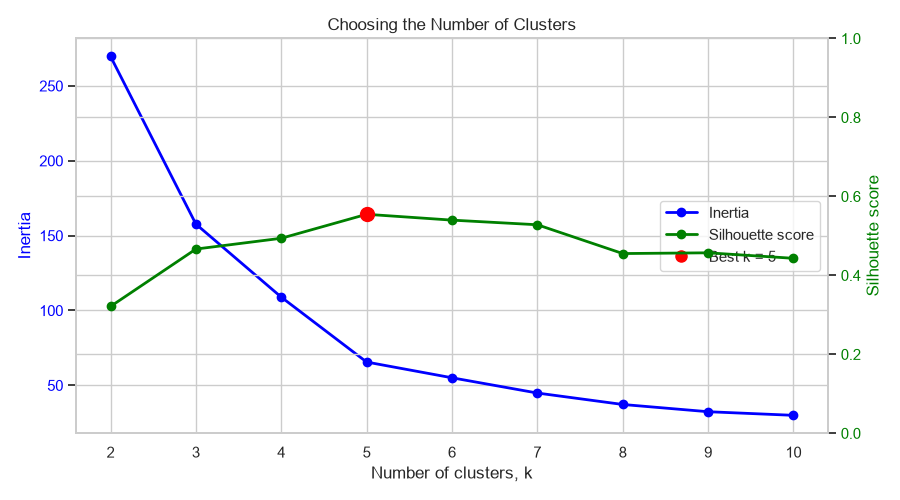 Choosing the Number of Clusters
Inertia
250
200
150
100
50
1.0
0.8
0.6
0.4
0.2
0.0
Silhouette score
Inertia
Silhouette score
Best k = 5
2 3 4 5 6 7 8 9 10
Number of clusters, k